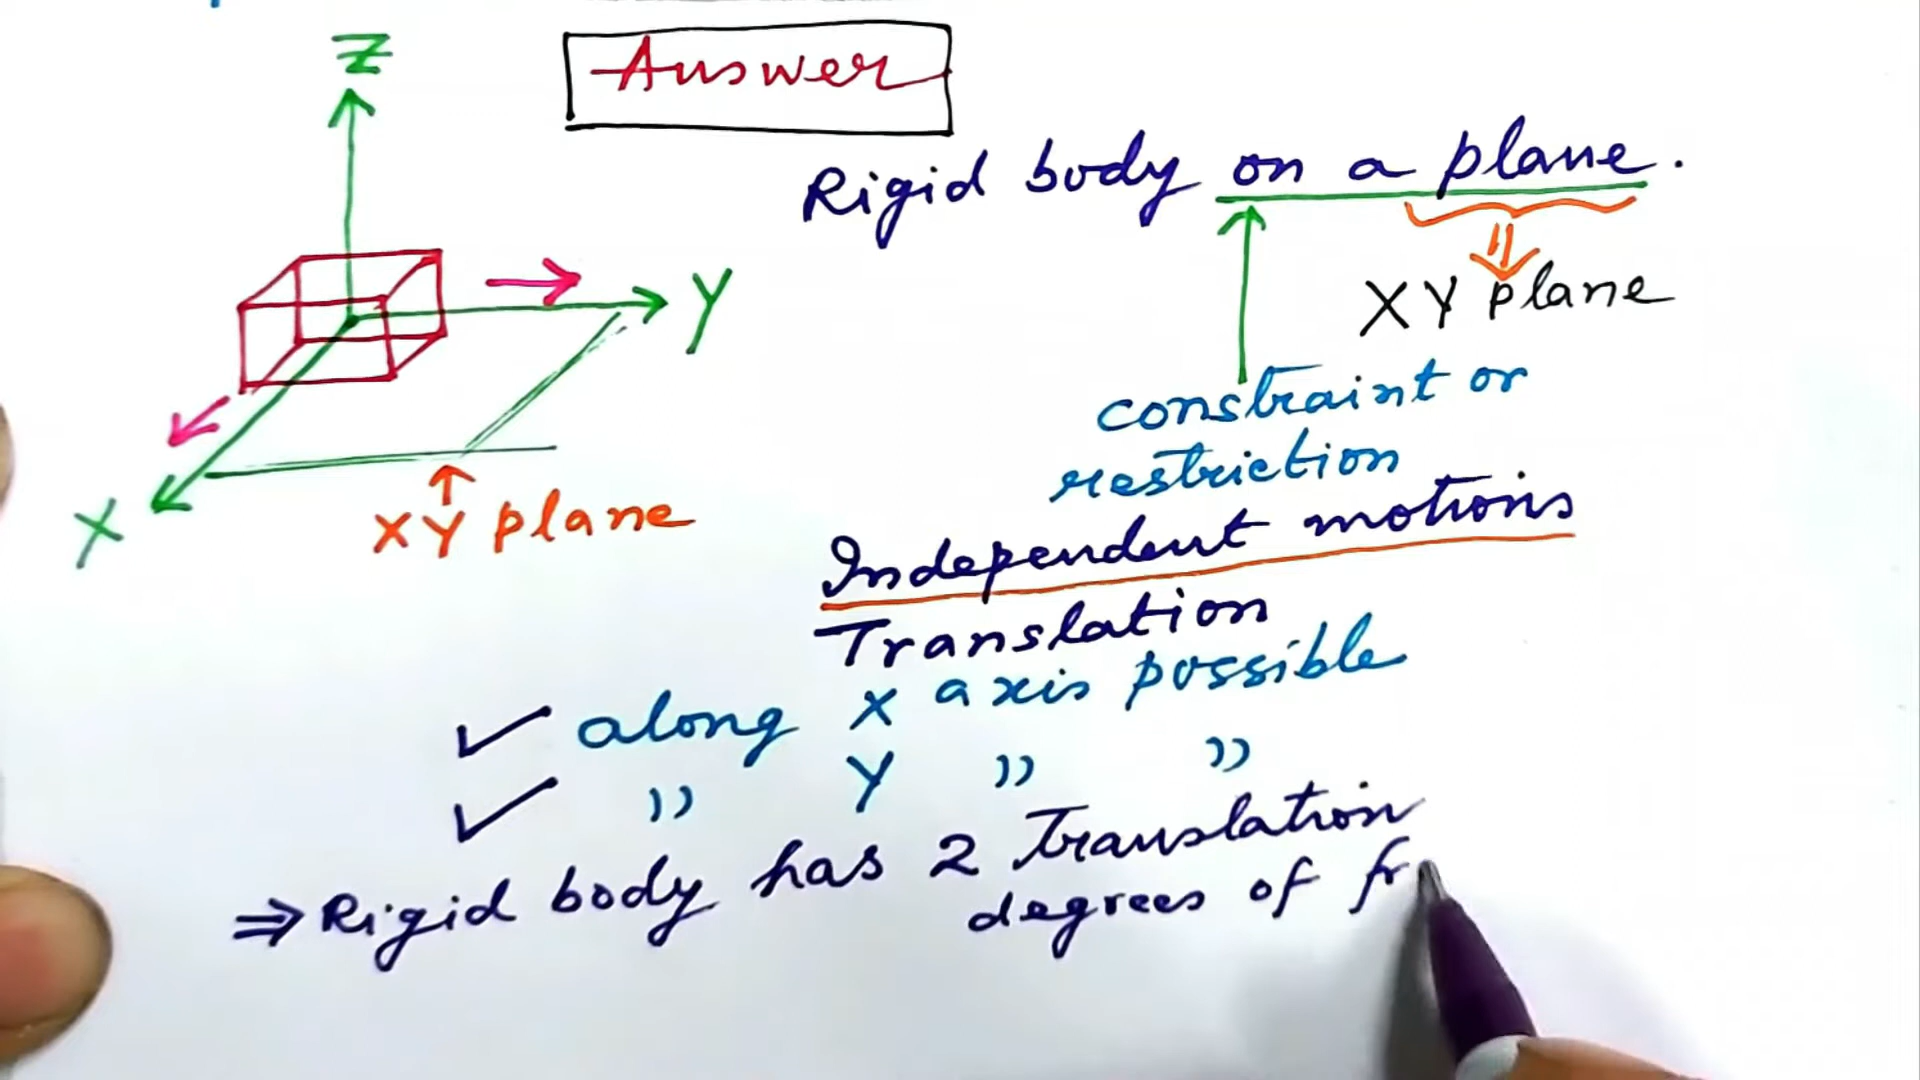 Z
Answer
Rigid body on a plane.
Y
XY plane
constraint or
restriction
X
XY plane
Independent motions
Translation
along X axis possible
" Y " "
⇒ Rigid body has 2 Translation
degrees of fr